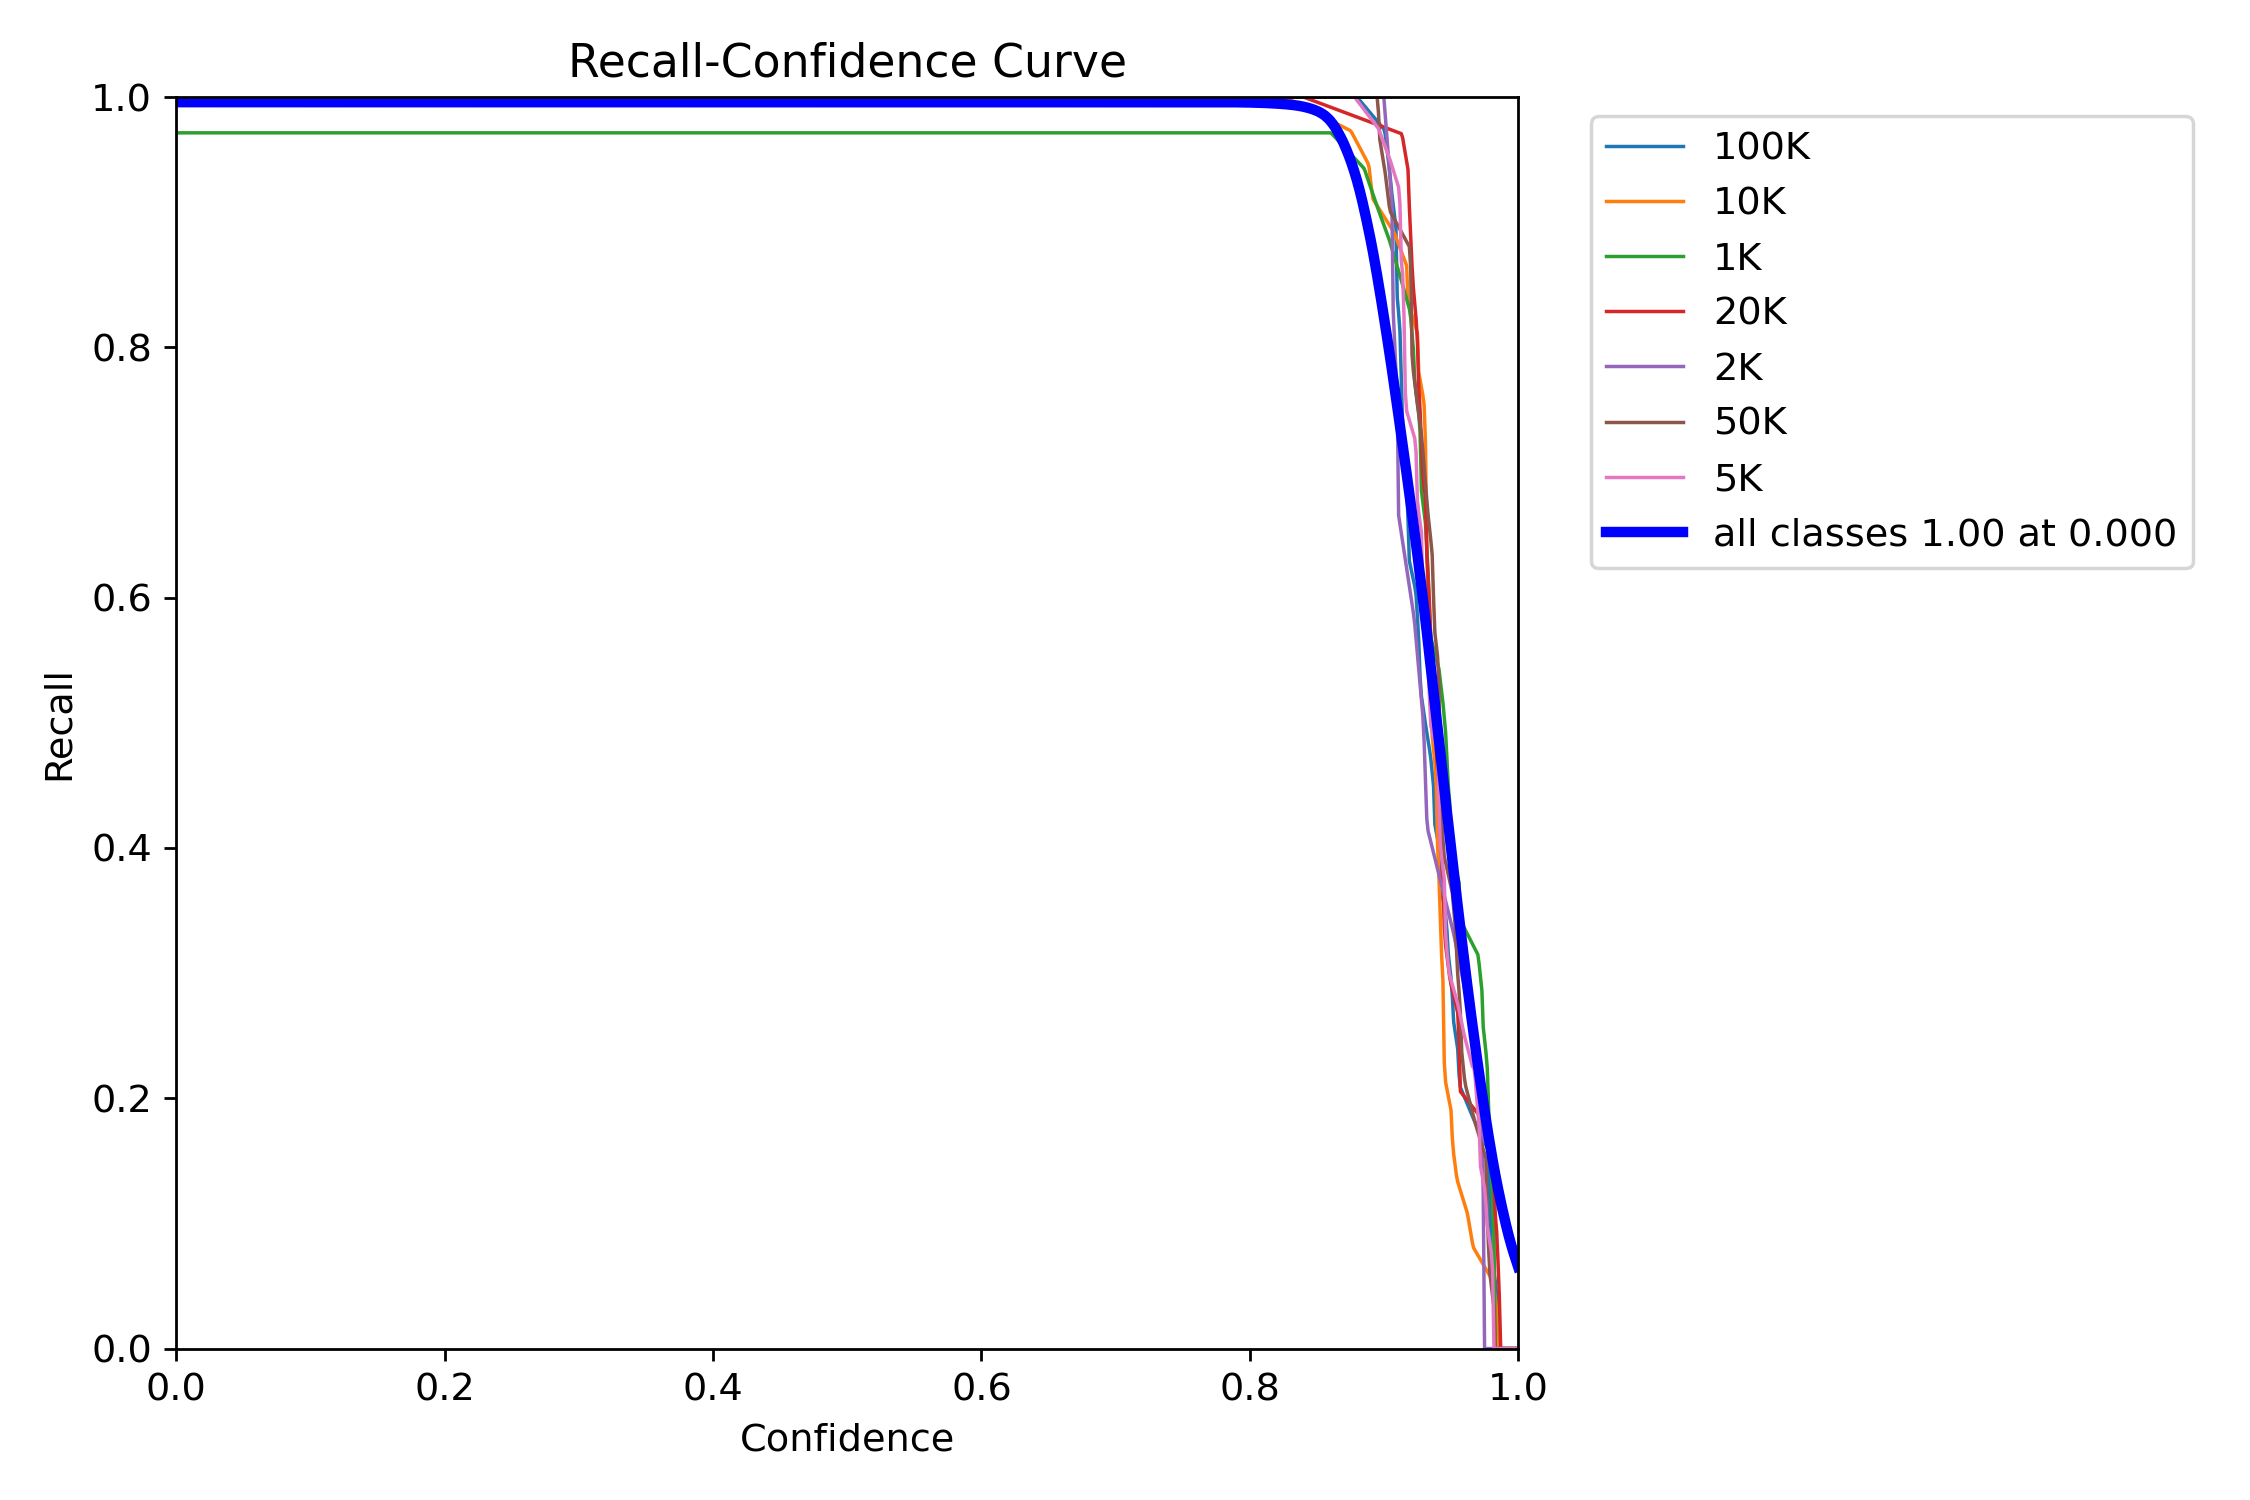 Recall-Confidence Curve
1.0
0.8
0.6
0.4
0.2
0.0
Recall
0.0 0.2 0.4 0.6 0.8 1.0
Confidence
100K
10K
1K
20K
2K
50K
5K
all classes 1.00 at 0.000